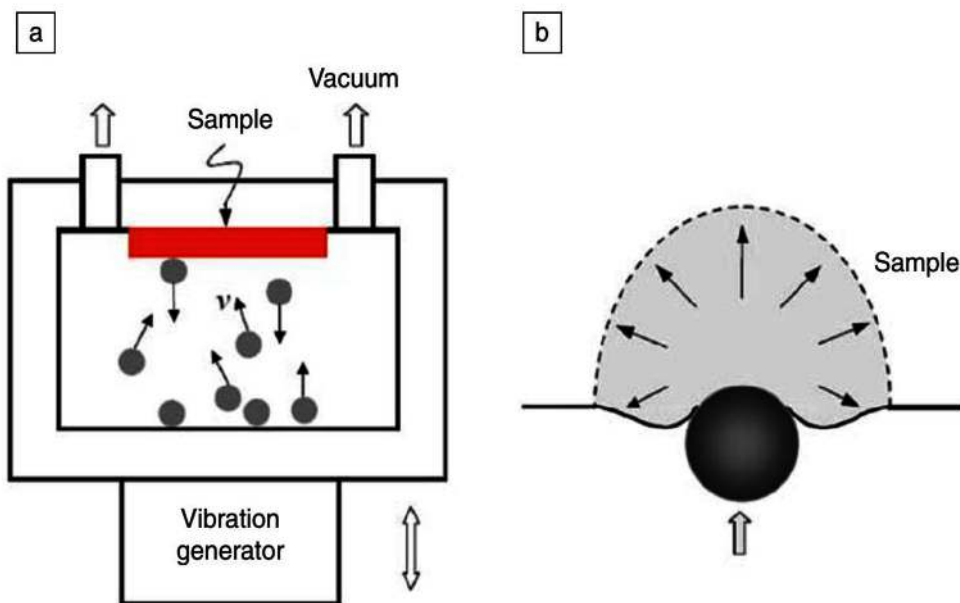 a
Vacuum
Sample
v
Vibration
generator
b
Sample